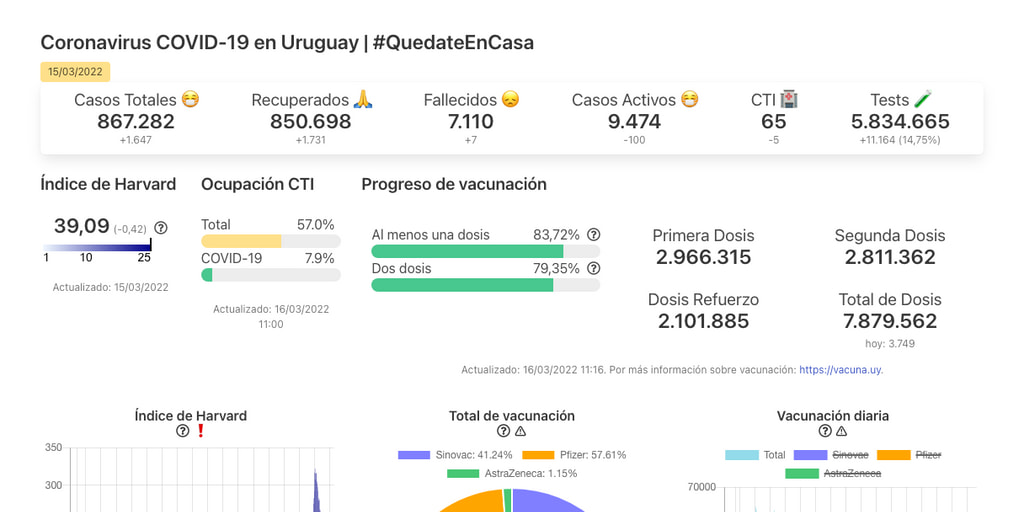 Coronavirus COVID-19 en Uruguay | #QuedateEnCasa
15/03/2022
Casos Totales 😷 Recuperados 🙏 Fallecidos 😞 Casos Activos 😷 CTI 🏥 Tests 🧪
867.282 850.698 7.110 9.474 65 5.834.665
+1.647 +1.731 +7 -100 -5 +11.164 (14,75%)
Índice de Harvard Ocupación CTI Progreso de vacunación
39,09 (-0,42)
1 10 25
Actualizado: 15/03/2022
Total 57.0%
COVID-19 7.9%
Actualizado: 16/03/2022
11:00
Al menos una dosis 83,72%
Dos dosis 79,35%
Primera Dosis Segunda Dosis
2.966.315 2.811.362
Dosis Refuerzo Total de Dosis
2.101.885 7.879.562
hoy: 3.749
Actualizado: 16/03/2022 11:16. Por más información sobre vacunación: https://vacuna.uy.
Índice de Harvard
❗
350
300
Total de vacunación
Sinovac: 41.24% Pfizer: 57.61%
AstraZeneca: 1.15%
Vacunación diaria
Total Sinovac Pfizer
AstraZeneca
70000